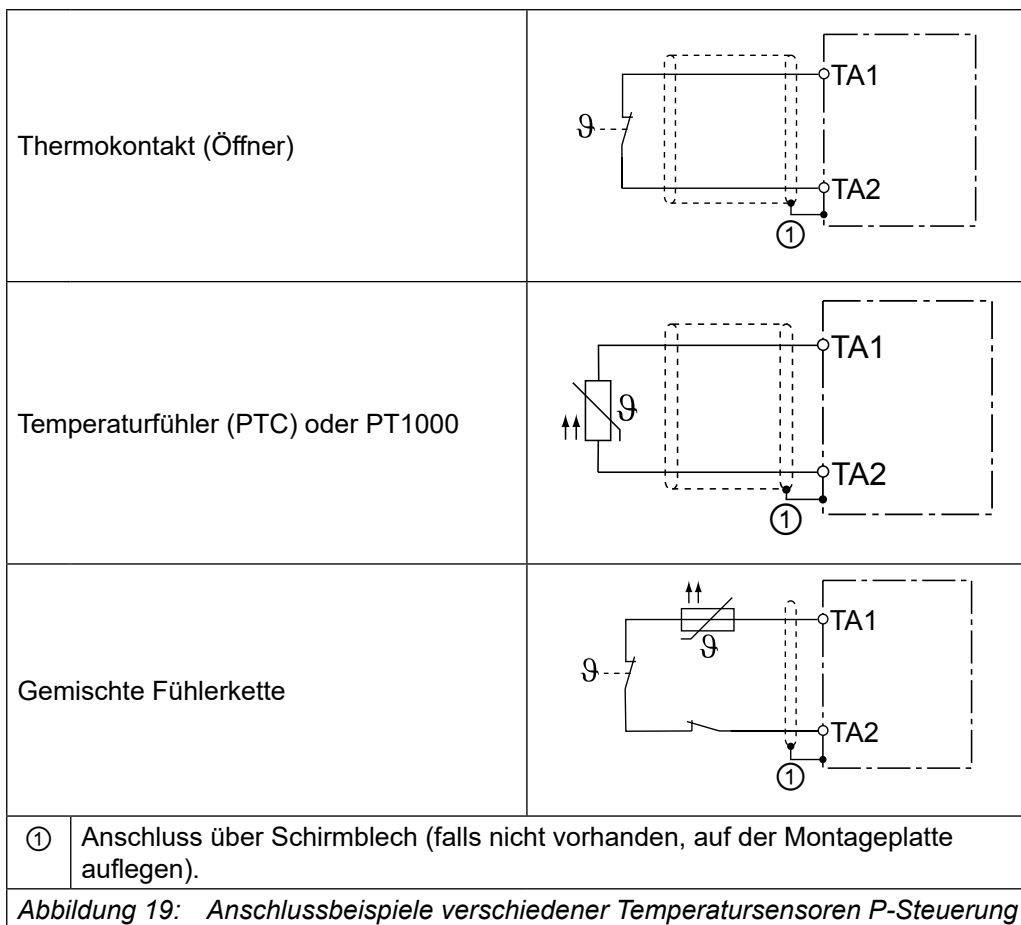 Thermokontakt (Öffner)
ϑ
TA1
TA2
①
Temperaturfühler (PTC) oder PT1000
ϑ
TA1
TA2
①
Gemischte Fühlerkette
ϑ
ϑ
TA1
TA2
①
① Anschluss über Schirmblech (falls nicht vorhanden, auf der Montageplatte
auflegen).
Abbildung 19: Anschlussbeispiele verschiedener Temperatursensoren P-Steuerung